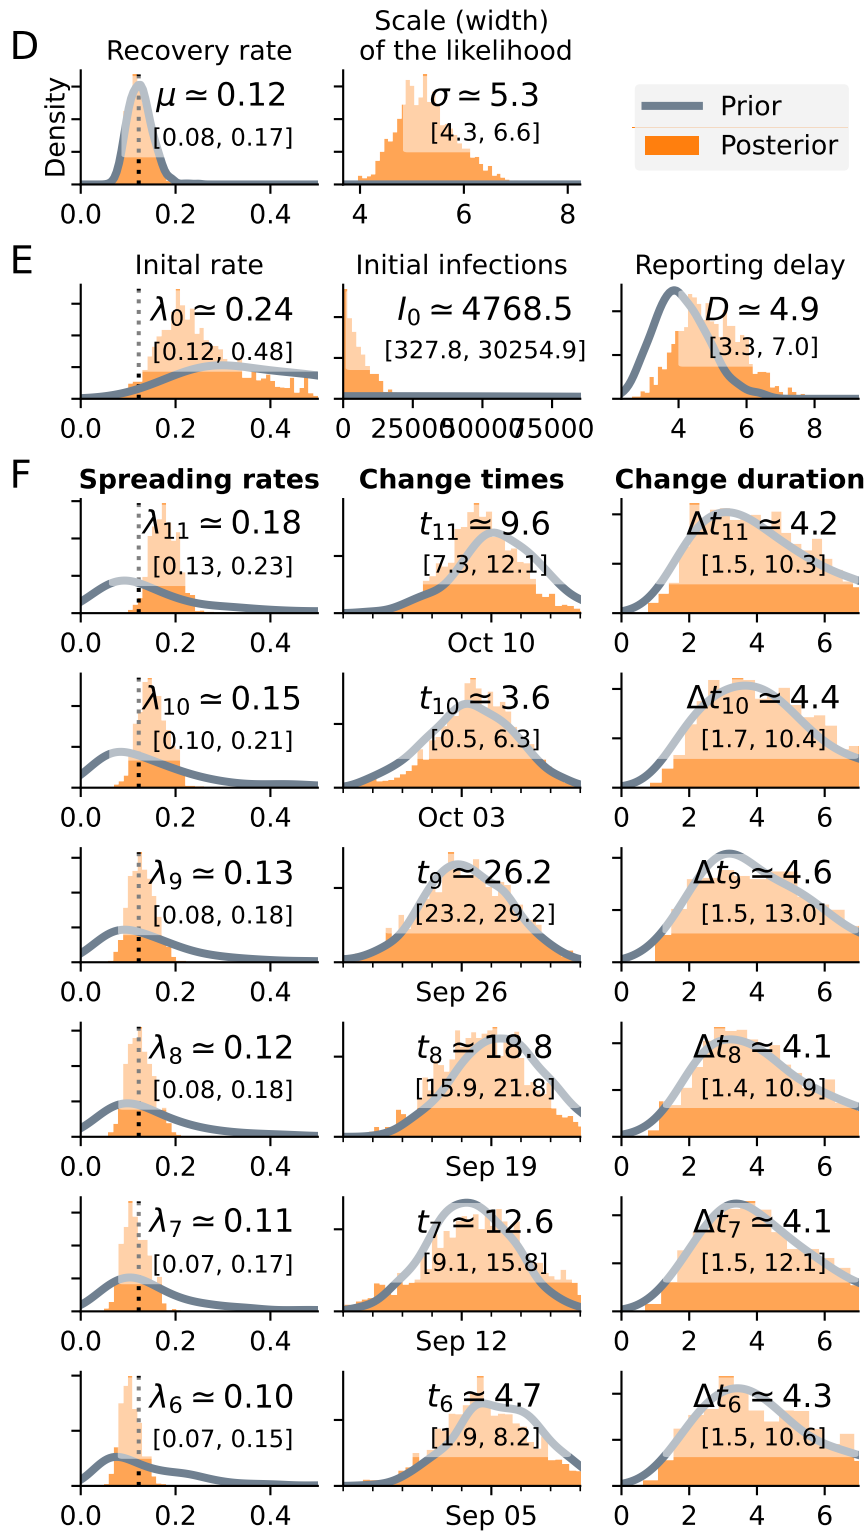 D
Recovery rate
Scale (width)
of the likelihood
Density
μ ≃ 0.12
[0.08, 0.17]
σ ≃ 5.3
[4.3, 6.6]
Prior
Posterior
0.0 0.2 0.4
4 6 8
E
Inital rate
Initial infections
Reporting delay
λ0 ≃ 0.24
[0.12, 0.48]
I0 ≃ 4768.5
[327.8, 30254.9]
D ≃ 4.9
[3.3, 7.0]
0.0 0.2 0.4
0 25000 50000 75000
4 6 8
F
Spreading rates
Change times
Change duration
λ11 ≃ 0.18
[0.13, 0.23]
t11 ≃ 9.6
[7.3, 12.1]
Δt11 ≃ 4.2
[1.5, 10.3]
0.0 0.2 0.4
Oct 10
0 2 4 6
λ10 ≃ 0.15
[0.10, 0.21]
t10 ≃ 3.6
[0.5, 6.3]
Δt10 ≃ 4.4
[1.7, 10.4]
0.0 0.2 0.4
Oct 03
0 2 4 6
λ9 ≃ 0.13
[0.08, 0.18]
t9 ≃ 26.2
[23.2, 29.2]
Δt9 ≃ 4.6
[1.5, 13.0]
0.0 0.2 0.4
Sep 26
0 2 4 6
λ8 ≃ 0.12
[0.08, 0.18]
t8 ≃ 18.8
[15.9, 21.8]
Δt8 ≃ 4.1
[1.4, 10.9]
0.0 0.2 0.4
Sep 19
0 2 4 6
λ7 ≃ 0.11
[0.07, 0.17]
t7 ≃ 12.6
[9.1, 15.8]
Δt7 ≃ 4.1
[1.5, 12.1]
0.0 0.2 0.4
Sep 12
0 2 4 6
λ6 ≃ 0.10
[0.07, 0.15]
t6 ≃ 4.7
[1.9, 8.2]
Δt6 ≃ 4.3
[1.5, 10.6]
0.0 0.2 0.4
Sep 05
0 2 4 6